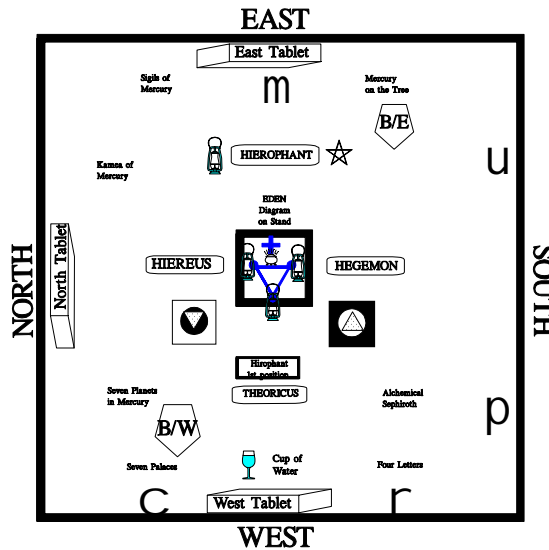 EAST
East Tablet
Sigils of
Mercury
m
Mercury
on the Tree
B/E
HIEROPHANT
u
Kamea of
Mercury
EDEN
Diagram
on Stand
NORTH
North Tablet
HIEREUS
HEGEMON
SOUTH
Hirophant
1st position
THEORICUS
Seven Planets
in Mercury
Alchemical
Sephiroth
p
B/W
Seven Palaces
Cup of
Water
Four Letters
c
West Tablet
r
WEST